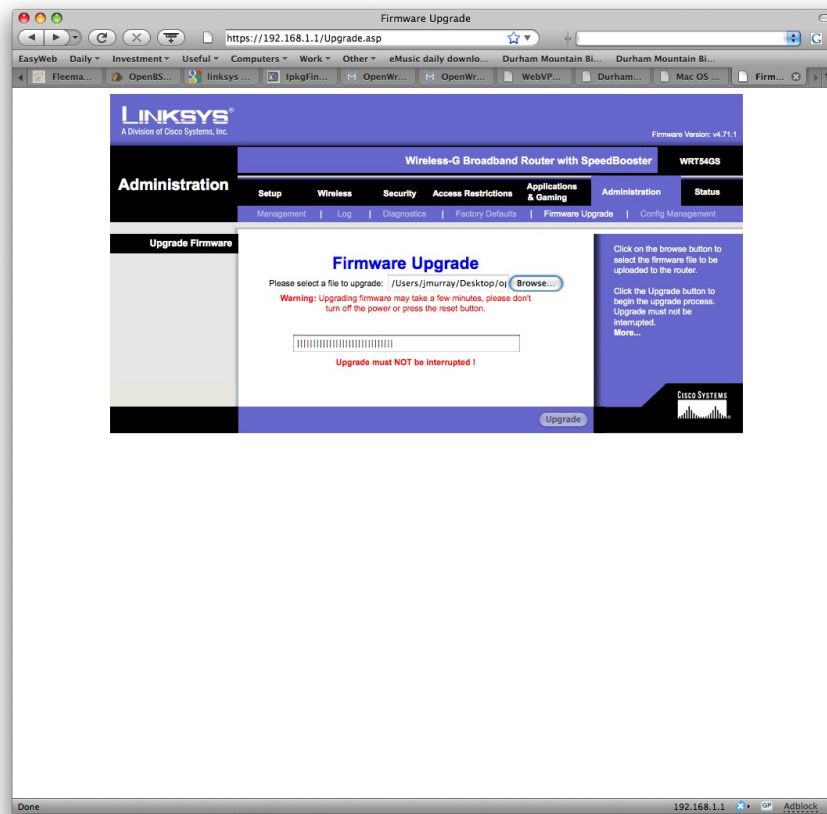 Firmware Upgrade
https://192.168.1.1/Upgrade.asp
G
EasyWeb Daily Investment Useful Computers Work Other eMusic daily downlo... Durham Mountain Bi... Durham Mountain Bi...
Fleema... OpenBS... linksys ... IpkgFin... OpenWr... OpenWr... WebVP... Durham... Mac OS ... Firm...
LINKSYS®
A Division of Cisco Systems, Inc.
Firmware Version: v4.71.1
Wireless-G Broadband Router with SpeedBooster WRT54GS
Administration
Setup Wireless Security Access Restrictions Applications & Gaming Administration Status
Management | Log | Diagnostics | Factory Defaults | Firmware Upgrade | Config Management
Upgrade Firmware
Firmware Upgrade
Please select a file to upgrade: /Users/jmurray/Desktop/op Browse...
Warning: Upgrading firmware may take a few minutes, please don't
turn off the power or press the reset button.
Upgrade must NOT be interrupted !
Click on the browse button to
select the firmware file to be
uploaded to the router.
Click the Upgrade button to
begin the upgrade process.
Upgrade must not be
interrupted.
More...
CISCO SYSTEMS
Upgrade
Done 192.168.1.1 GP Adblock